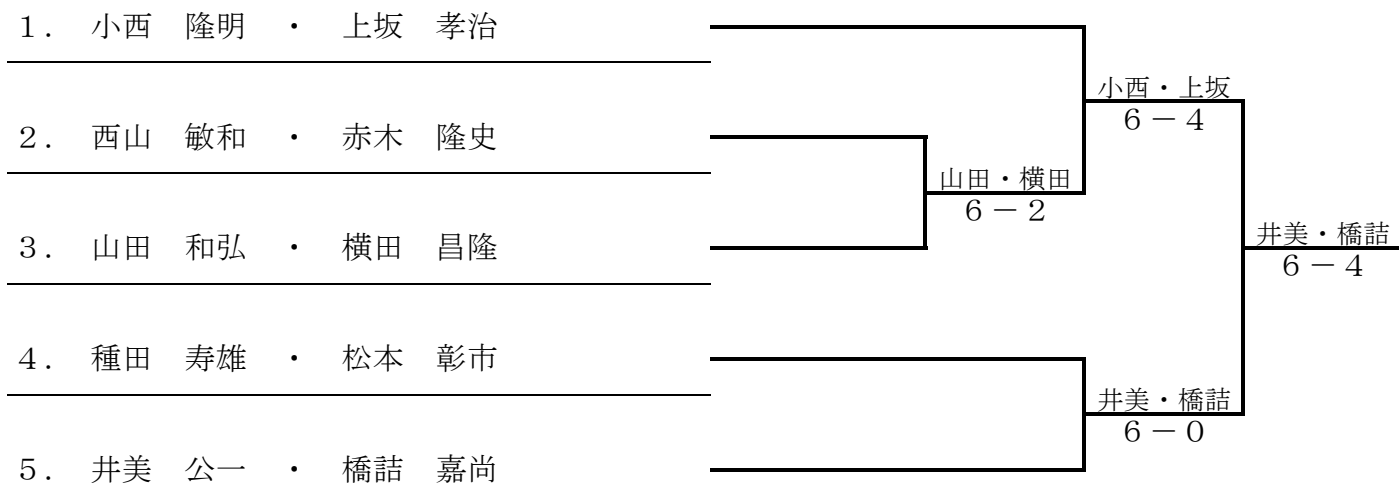 １． 小西　隆明　・　上坂　孝治
小西・上坂
６－４
２． 西山　敏和　・　赤木　隆史
山田・横田
６－２
３． 山田　和弘　・　横田　昌隆
井美・橋詰
６－４
４． 種田　寿雄　・　松本　彰市
井美・橋詰
６－０
５． 井美　公一　・　橋詰　嘉尚